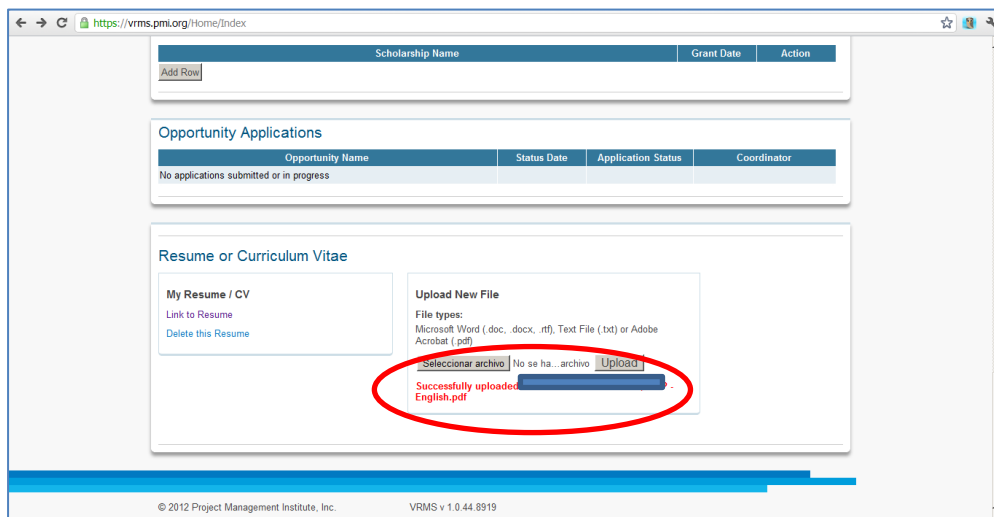 https://vrms.pmi.org/Home/Index
Scholarship Name Grant Date Action
Add Row
Opportunity Applications
Opportunity Name Status Date Application Status Coordinator
No applications submitted or in progress
Resume or Curriculum Vitae
My Resume / CV
Link to Resume
Delete this Resume
Upload New File
File types:
Microsoft Word (.doc, .docx, .rtf), Text File (.txt) or Adobe
Acrobat (.pdf)
Seleccionar archivo No se ha...archivo Upload
Successfully uploaded -
English.pdf
© 2012 Project Management Institute, Inc. VRMS v 1.0.44.8919